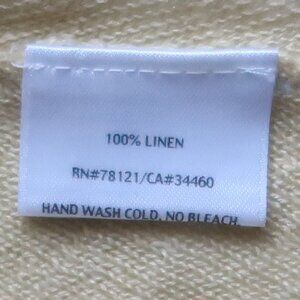 100% LINEN
RN#78121/CA#34460
HAND WASH COLD. NO BLEACH.